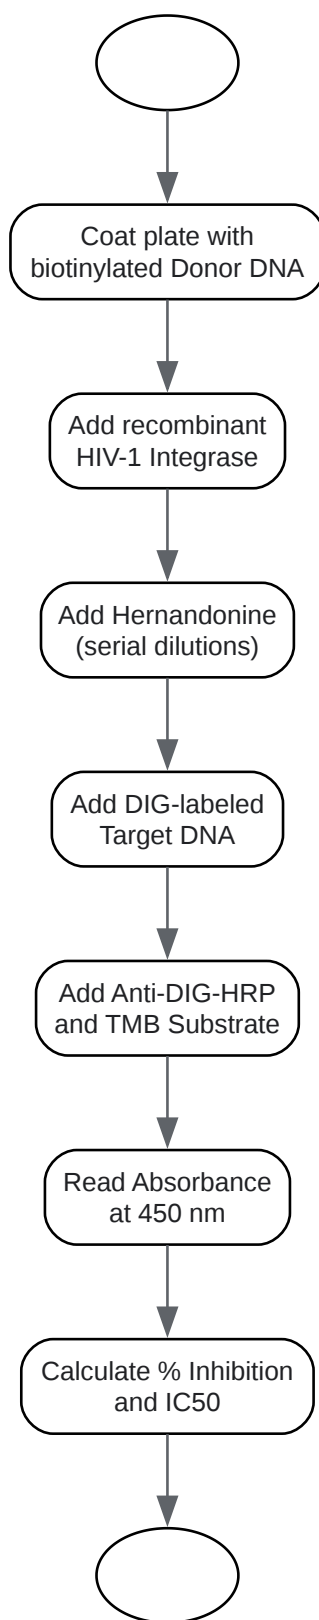 Coat plate with
biotinylated Donor DNA
Add recombinant
HIV-1 Integrase
Add Hernandonine
(serial dilutions)
Add DIG-labeled
Target DNA
Add Anti-DIG-HRP
and TMB Substrate
Read Absorbance
at 450 nm
Calculate % Inhibition
and IC50